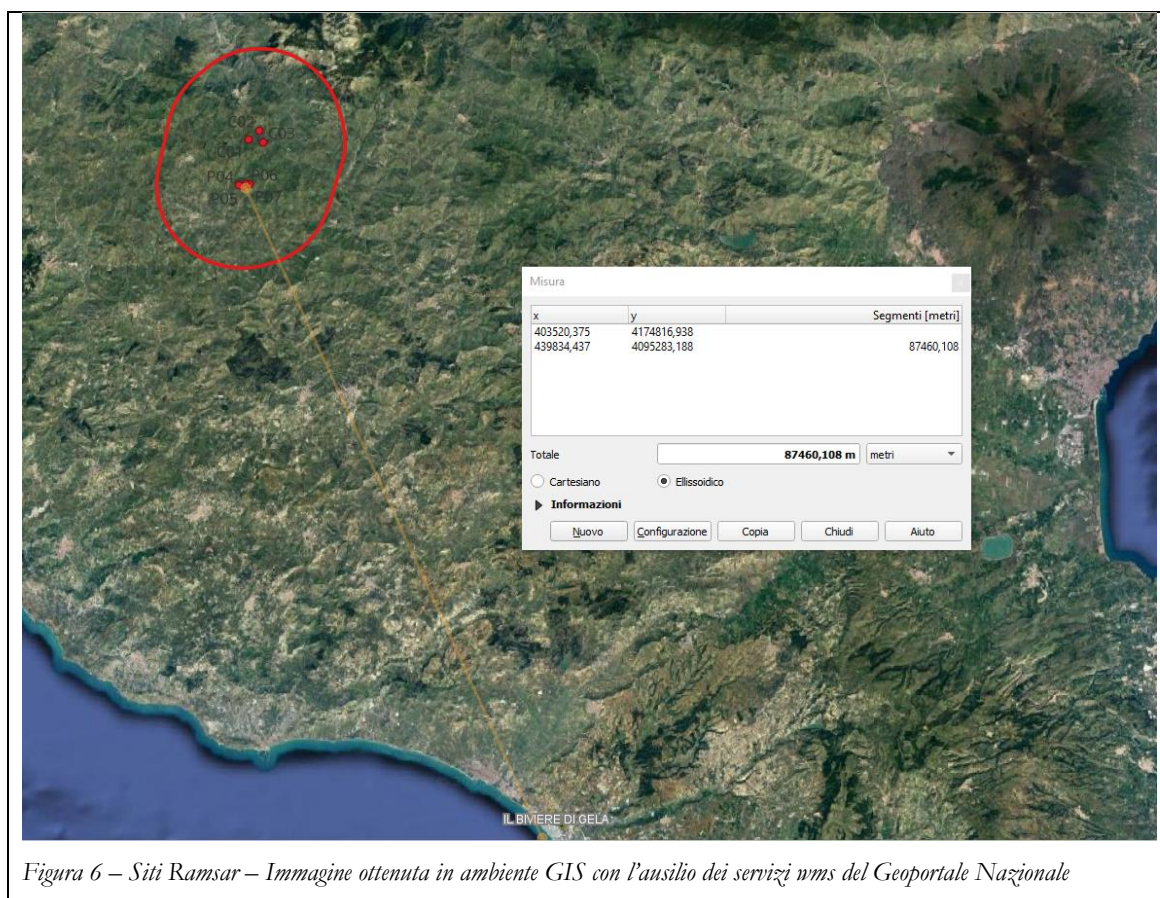 C02
C03
C01
P04 P06
P05 P07
Misura
x y Segmenti [metri]
403520,375 4174816,938
439834,437 4095283,188 87460,108
Totale 87460,108 m metri
Cartesiano Ellissoidico
Informazioni
Nuovo Configurazione Copia Chiudi Aiuto
IL BIVIERE DI GELA
Figura 6 – Siti Ramsar – Immagine ottenuta in ambiente GIS con l'ausilio dei servizi wms del Geoportale Nazionale